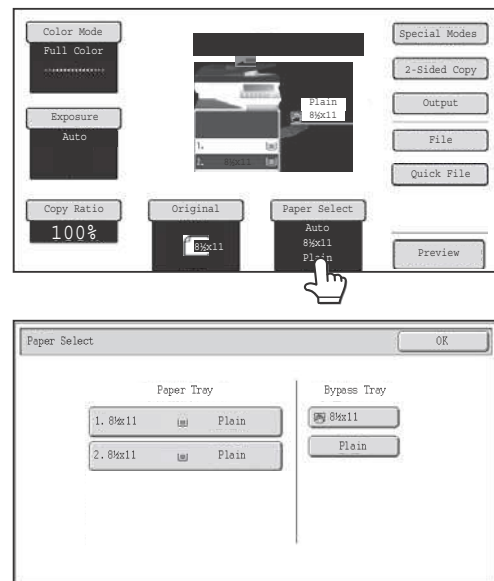 Color Mode
Full Color
Special Modes
2-Sided Copy
Plain
8½x11
Output
Exposure
Auto
File
1.
2. 8½x11
Quick File
Copy Ratio
100%
Original
8½x11
Paper Select
Auto
8½x11
Plain
Preview
Paper Select
OK
Paper Tray
Bypass Tray
1. 8½x11 Plain
8½x11
2. 8½x11 Plain
Plain